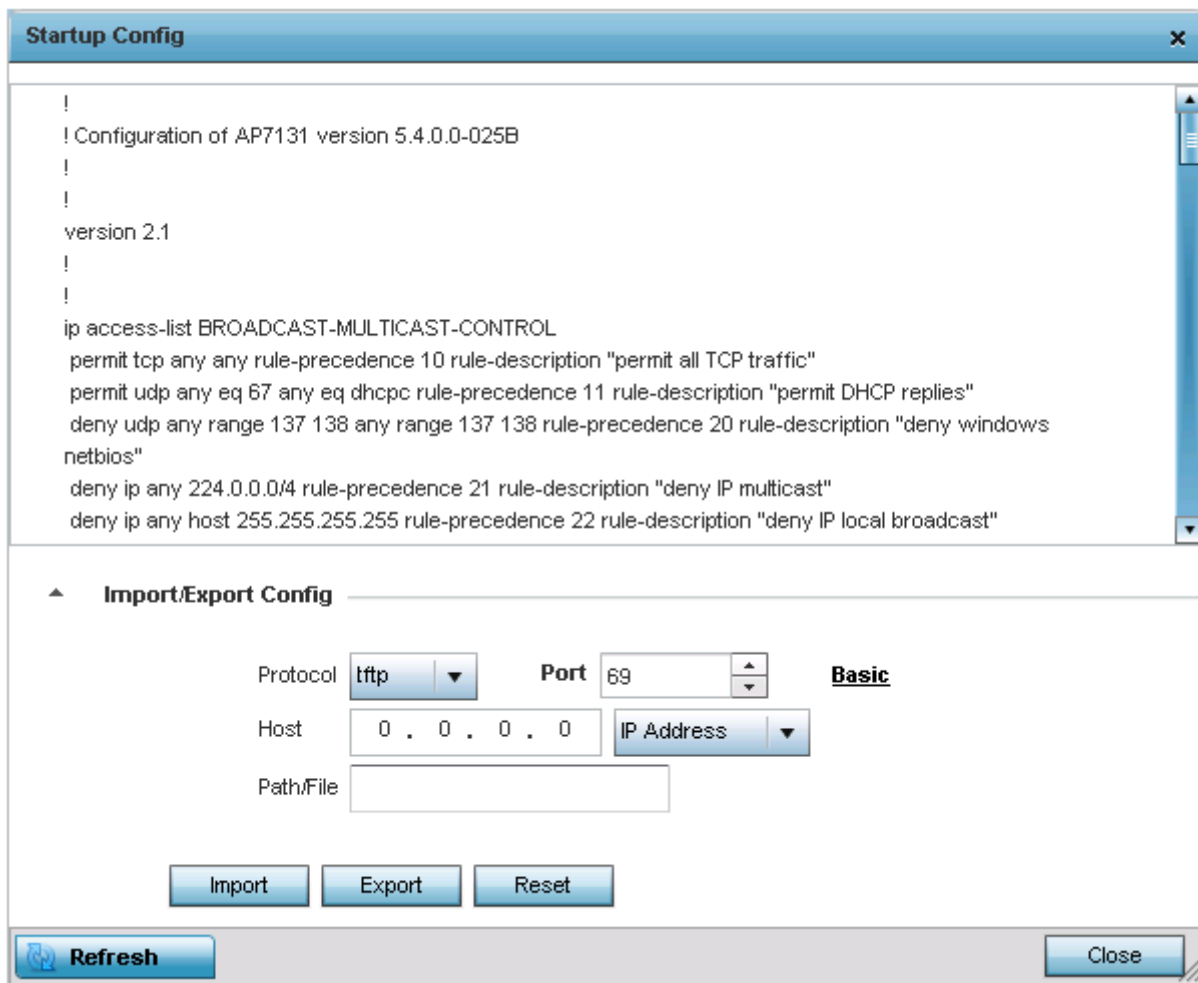 Startup Config
!
! Configuration of AP7131 version 5.4.0.0-025B
!
!
version 2.1
!
!
ip access-list BROADCAST-MULTICAST-CONTROL
permit tcp any any rule-precedence 10 rule-description "permit all TCP traffic"
permit udp any eq 67 any eq dhcpc rule-precedence 11 rule-description "permit DHCP replies"
deny udp any range 137 138 any range 137 138 rule-precedence 20 rule-description "deny windows
netbios"
deny ip any 224.0.0.0/4 rule-precedence 21 rule-description "deny IP multicast"
deny ip any host 255.255.255.255 rule-precedence 22 rule-description "deny IP local broadcast"
Import/Export Config
Protocol tftp Port 69 Basic
Host 0 . 0 . 0 . 0 IP Address
Path/File
Import Export Reset
Refresh Close